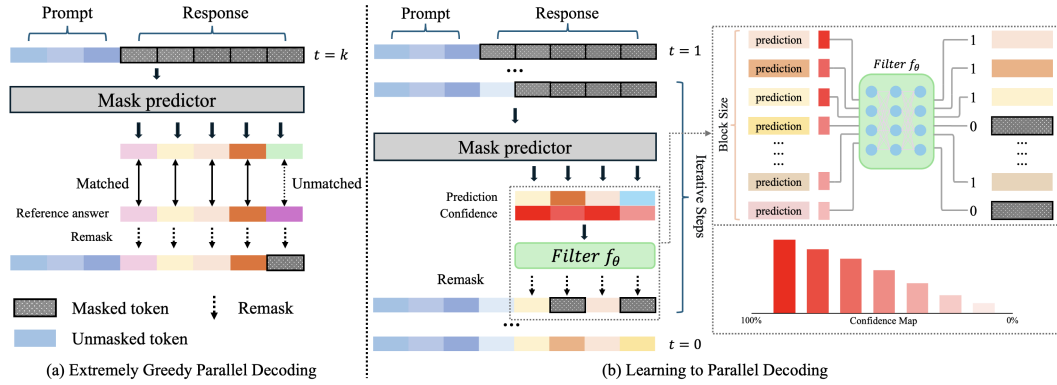 Prompt
Response
t = k
Mask predictor
Matched
Unmatched
Reference answer
Remask
Masked token
Remask
Unmasked token
(a) Extremely Greedy Parallel Decoding
Prompt
Response
t = 1
...
Mask predictor
Prediction
Confidence
Filter fθ
Remask
...
t = 0
Iterative Steps
Block Size
prediction
prediction
prediction
prediction
...
...
prediction
prediction
Filter fθ
1
1
1
0
...
...
1
0
...
...
100%
Confidence Map
0%
(b) Learning to Parallel Decoding